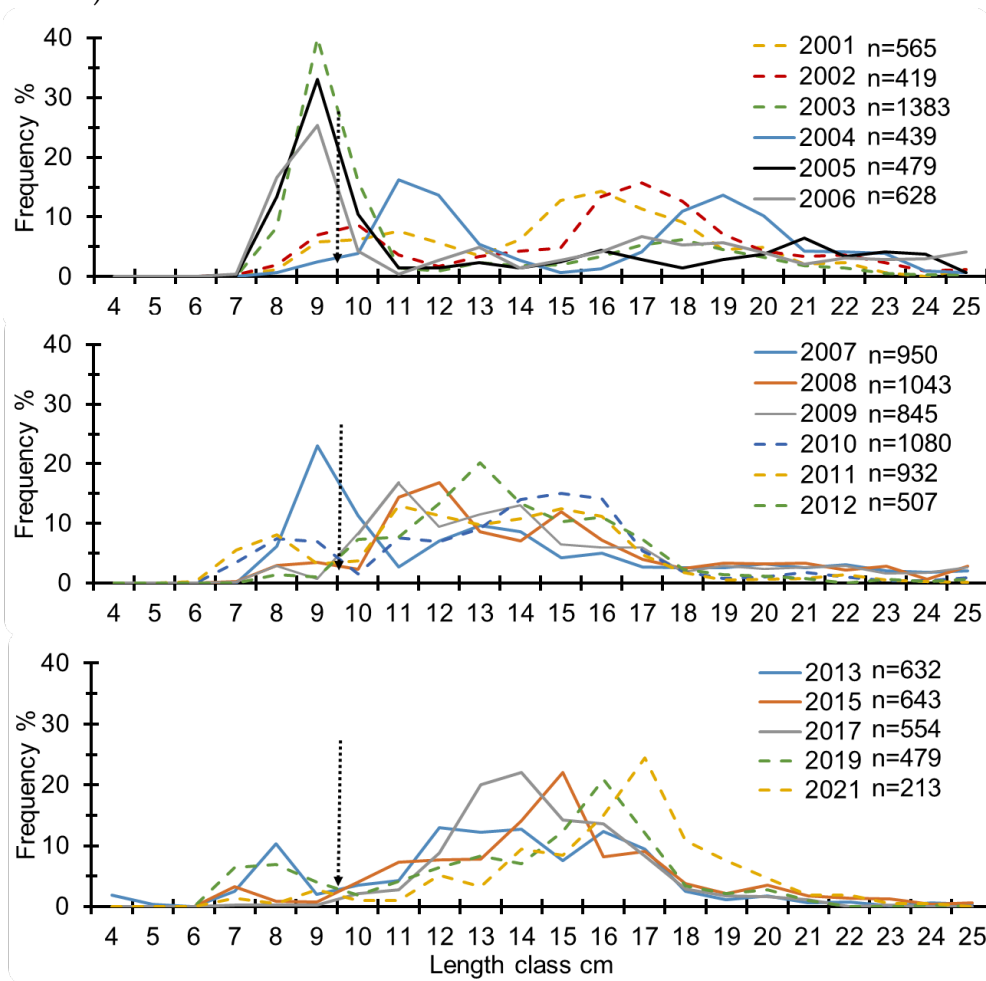 )
40
30
20
10
0
Frequency %
2001 n=565
2002 n=419
2003 n=1383
2004 n=439
2005 n=479
2006 n=628
4 5 6 7 8 9 10 11 12 13 14 15 16 17 18 19 20 21 22 23 24 25
40
30
20
10
0
Frequency %
2007 n=950
2008 n=1043
2009 n=845
2010 n=1080
2011 n=932
2012 n=507
4 5 6 7 8 9 10 11 12 13 14 15 16 17 18 19 20 21 22 23 24 25
40
30
20
10
0
Frequency %
2013 n=632
2015 n=643
2017 n=554
2019 n=479
2021 n=213
4 5 6 7 8 9 10 11 12 13 14 15 16 17 18 19 20 21 22 23 24 25
Length class cm